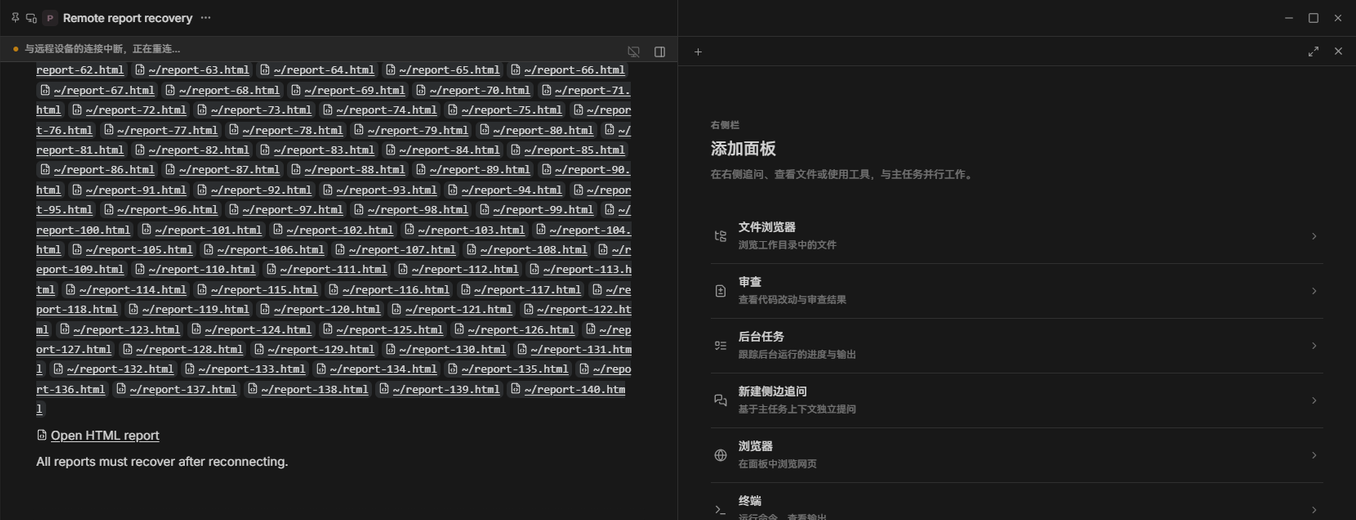 P Remote report recovery ...
与远程设备的连接中断，正在重连...
report-62.html ~/report-63.html ~/report-64.html ~/report-65.html ~/report-66.html
~/report-67.html ~/report-68.html ~/report-69.html ~/report-70.html ~/report-71.
html ~/report-72.html ~/report-73.html ~/report-74.html ~/report-75.html ~/repor
t-76.html ~/report-77.html ~/report-78.html ~/report-79.html ~/report-80.html ~/
report-81.html ~/report-82.html ~/report-83.html ~/report-84.html ~/report-85.html
~/report-86.html ~/report-87.html ~/report-88.html ~/report-89.html ~/report-90.
html ~/report-91.html ~/report-92.html ~/report-93.html ~/report-94.html ~/repor
t-95.html ~/report-96.html ~/report-97.html ~/report-98.html ~/report-99.html ~/
report-100.html ~/report-101.html ~/report-102.html ~/report-103.html ~/report-104.
html ~/report-105.html ~/report-106.html ~/report-107.html ~/report-108.html ~/r
eport-109.html ~/report-110.html ~/report-111.html ~/report-112.html ~/report-113.h
tml ~/report-114.html ~/report-115.html ~/report-116.html ~/report-117.html ~/re
port-118.html ~/report-119.html ~/report-120.html ~/report-121.html ~/report-122.ht
ml ~/report-123.html ~/report-124.html ~/report-125.html ~/report-126.html ~/rep
ort-127.html ~/report-128.html ~/report-129.html ~/report-130.html ~/report-131.htm
l ~/report-132.html ~/report-133.html ~/report-134.html ~/report-135.html ~/repo
rt-136.html ~/report-137.html ~/report-138.html ~/report-139.html ~/report-140.htm
l
Open HTML report
All reports must recover after reconnecting.
右侧栏
添加面板
在右侧追问、查看文件或使用工具，与主任务并行工作。
文件浏览器
浏览工作目录中的文件
审查
查看代码改动与审查结果
后台任务
跟踪后台运行的进度与输出
新建侧边追问
基于主任务上下文独立提问
浏览器
在面板中浏览网页
终端
运行命令、查看输出